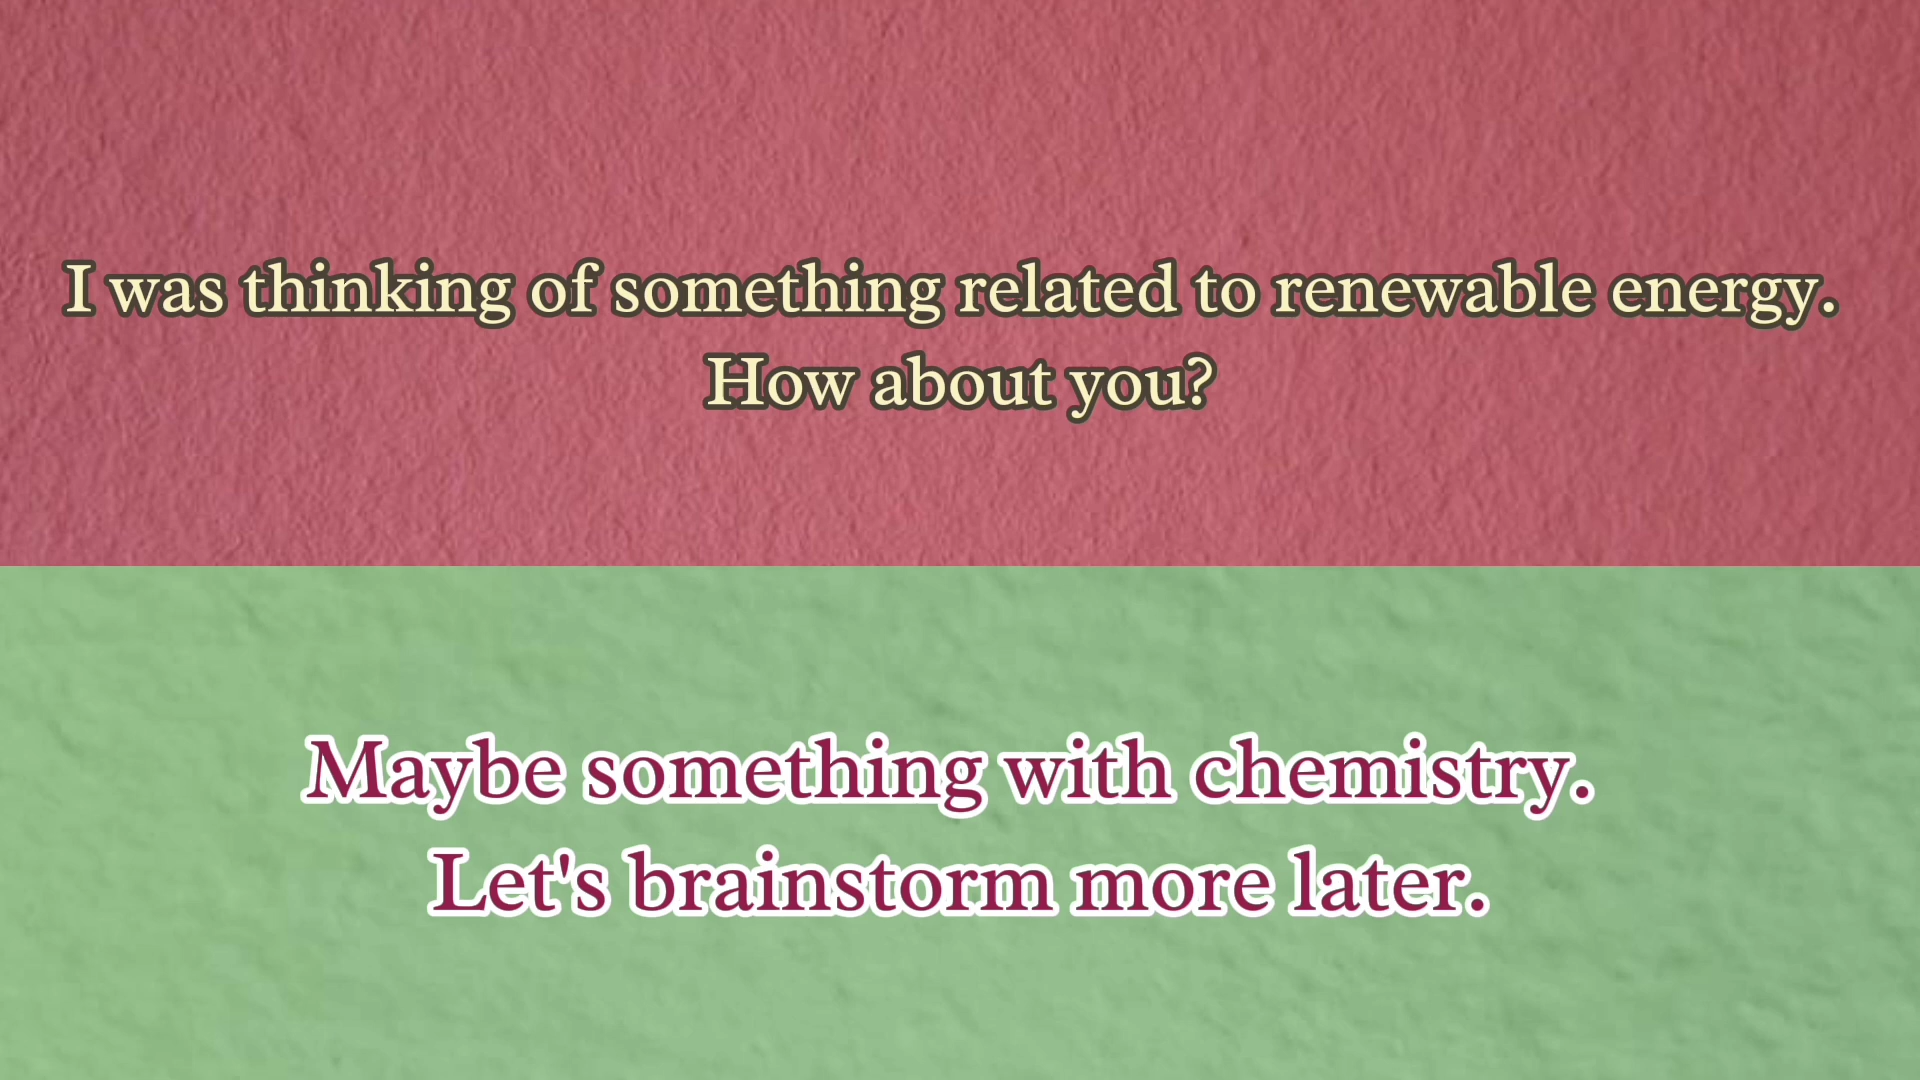 I was thinking of something related to renewable energy.
How about you?
Maybe something with chemistry.
Let's brainstorm more later.